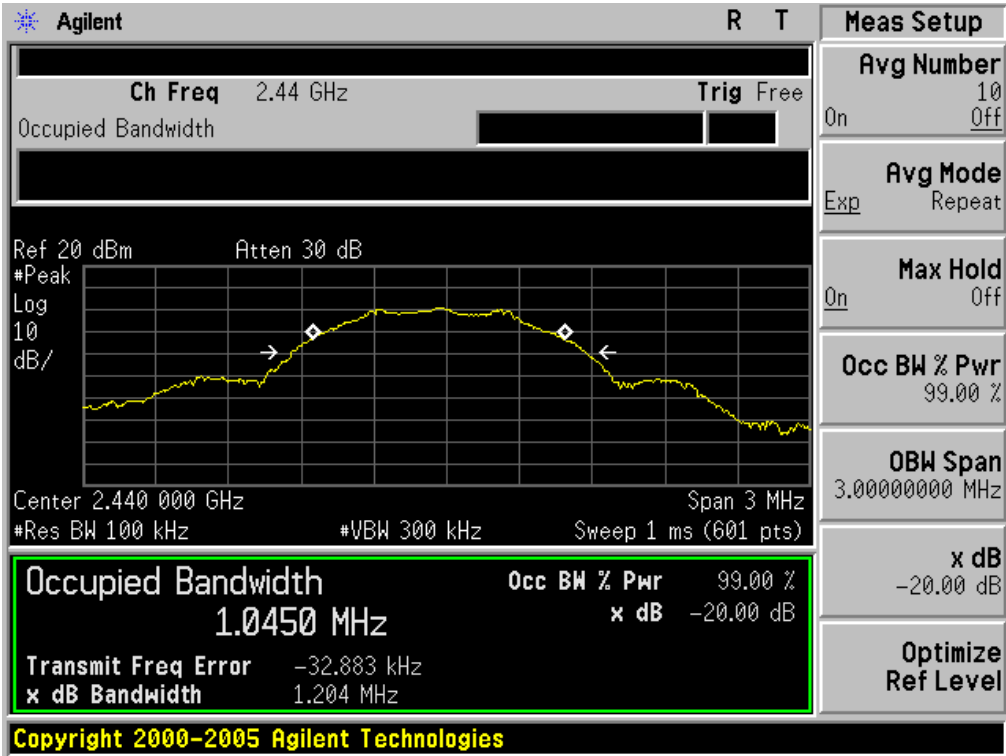 Agilent R T
Ch Freq 2.44 GHz Trig Free
Occupied Bandwidth
Ref 20 dBm Atten 30 dB
#Peak
Log
10
dB/
Center 2.440 000 GHz Span 3 MHz
#Res BW 100 kHz #VBW 300 kHz Sweep 1 ms (601 pts)
Occupied Bandwidth
1.0450 MHz
Occ BW % Pwr 99.00 %
x dB -20.00 dB
Transmit Freq Error -32.883 kHz
x dB Bandwidth 1.204 MHz
Copyright 2000-2005 Agilent Technologies
Meas Setup
Avg Number
10
On Off
Avg Mode
Exp Repeat
Max Hold
On Off
Occ BW % Pwr
99.00 %
OBW Span
3.00000000 MHz
x dB
-20.00 dB
Optimize
Ref Level